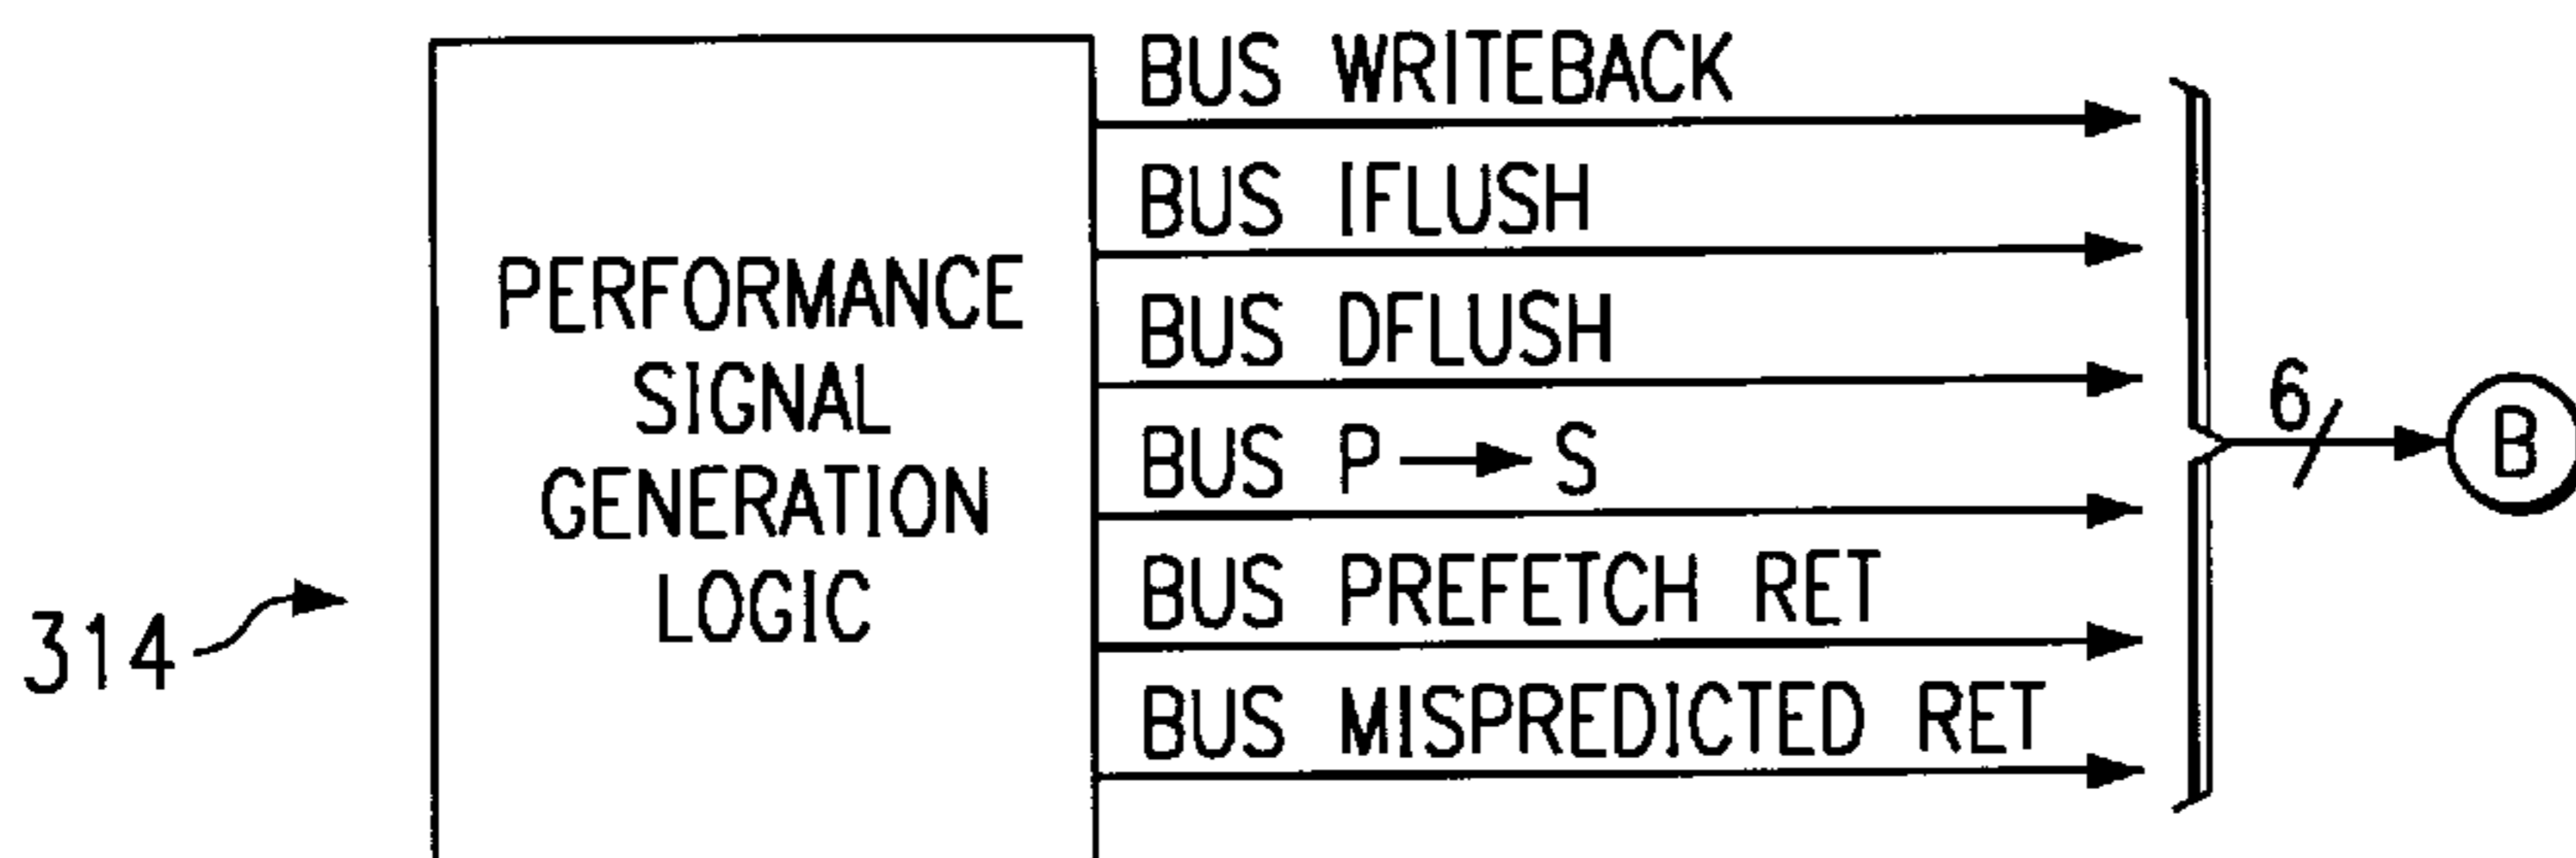 BUS WRITEBACK
BUS IFLUSH
BUS DFLUSH
BUS P → S
BUS PREFETCH RET
BUS MISPREDICTED RET
PERFORMANCE
SIGNAL
GENERATION
LOGIC
314
6
B